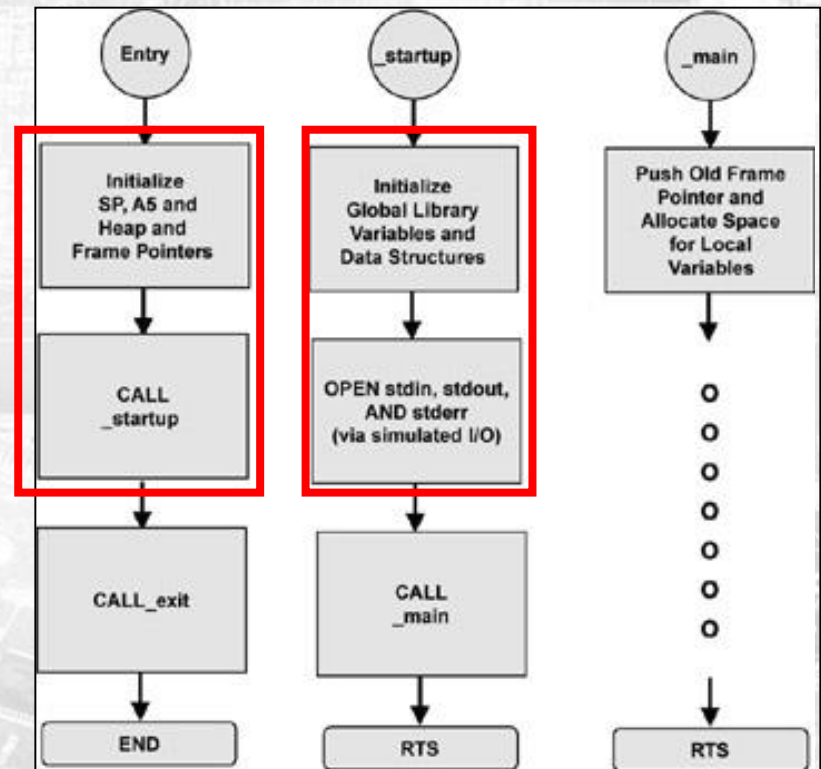 Entry
Initialize
SP, A5 and
Heap and
Frame Pointers
CALL
_startup
CALL_exit
END
_startup
Initialize
Global Library
Variables and
Data Structures
OPEN stdin, stdout,
AND stderr
(via simulated I/O)
CALL
_main
RTS
_main
Push Old Frame
Pointer and
Allocate Space
for Local
Variables
O
O
O
O
O
O
O
RTS